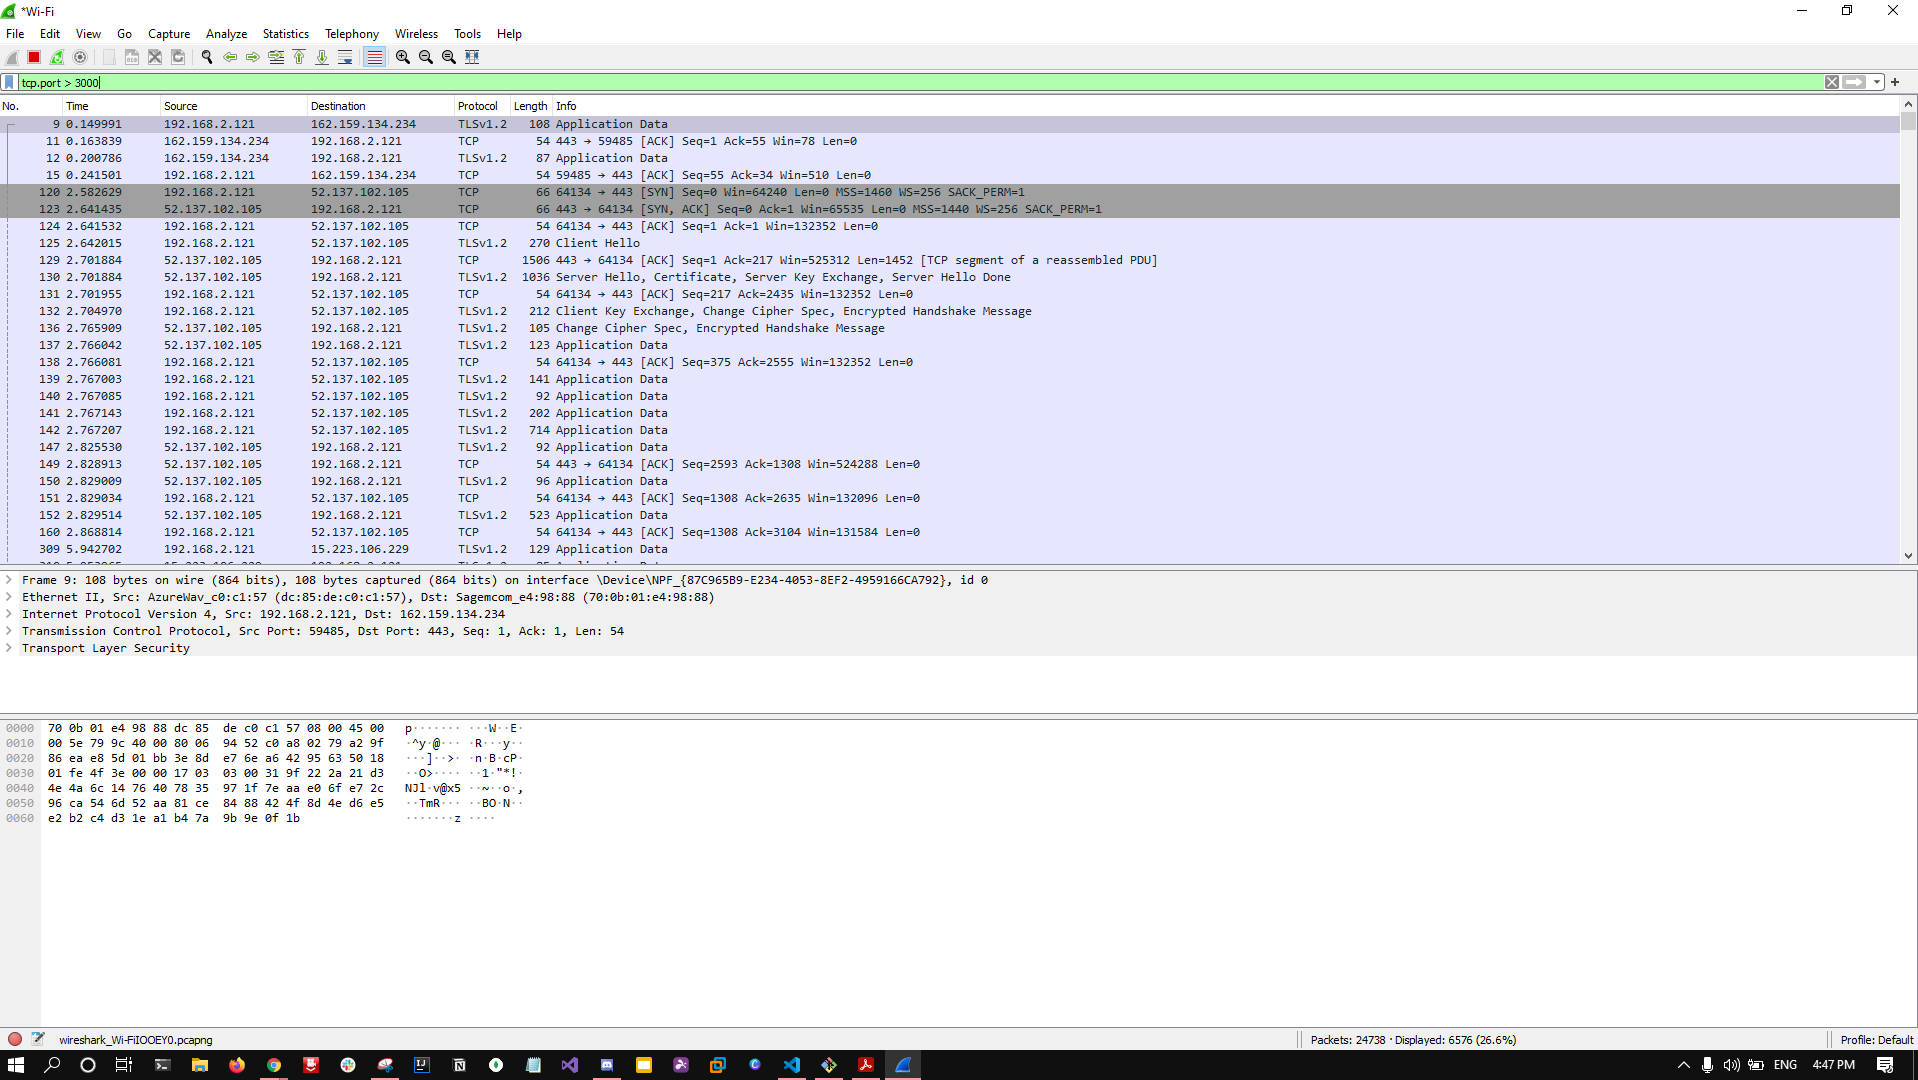 *Wi-Fi
File Edit View Go Capture Analyze Statistics Telephony Wireless Tools Help
tcp.port > 3000
No. Time Source Destination Protocol Length Info
9 0.149991 192.168.2.121 162.159.134.234 TLSv1.2 108 Application Data
11 0.163839 162.159.134.234 192.168.2.121 TCP 54 443 → 59485 [ACK] Seq=1 Ack=55 Win=78 Len=0
12 0.200786 162.159.134.234 192.168.2.121 TLSv1.2 87 Application Data
15 0.241501 192.168.2.121 162.159.134.234 TCP 54 59485 → 443 [ACK] Seq=55 Ack=34 Win=510 Len=0
120 2.582629 192.168.2.121 52.137.102.105 TCP 66 64134 → 443 [SYN] Seq=0 Win=64240 Len=0 MSS=1460 WS=256 SACK_PERM=1
123 2.641435 52.137.102.105 192.168.2.121 TCP 66 443 → 64134 [SYN, ACK] Seq=0 Ack=1 Win=65535 Len=0 MSS=1440 WS=256 SACK_PERM=1
124 2.641532 192.168.2.121 52.137.102.105 TCP 54 64134 → 443 [ACK] Seq=1 Ack=1 Win=132352 Len=0
125 2.642015 192.168.2.121 52.137.102.105 TLSv1.2 270 Client Hello
129 2.701884 52.137.102.105 192.168.2.121 TCP 1506 443 → 64134 [ACK] Seq=1 Ack=217 Win=525312 Len=1452 [TCP segment of a reassembled PDU]
130 2.701884 52.137.102.105 192.168.2.121 TLSv1.2 1036 Server Hello, Certificate, Server Key Exchange, Server Hello Done
131 2.701955 192.168.2.121 52.137.102.105 TCP 54 64134 → 443 [ACK] Seq=217 Ack=2435 Win=132352 Len=0
132 2.704970 192.168.2.121 52.137.102.105 TLSv1.2 212 Client Key Exchange, Change Cipher Spec, Encrypted Handshake Message
136 2.765909 52.137.102.105 192.168.2.121 TLSv1.2 105 Change Cipher Spec, Encrypted Handshake Message
137 2.766042 52.137.102.105 192.168.2.121 TLSv1.2 123 Application Data
138 2.766081 192.168.2.121 52.137.102.105 TCP 54 64134 → 443 [ACK] Seq=375 Ack=2555 Win=132352 Len=0
139 2.767003 192.168.2.121 52.137.102.105 TLSv1.2 141 Application Data
140 2.767085 192.168.2.121 52.137.102.105 TLSv1.2 92 Application Data
141 2.767143 192.168.2.121 52.137.102.105 TLSv1.2 202 Application Data
142 2.767207 192.168.2.121 52.137.102.105 TLSv1.2 714 Application Data
147 2.825530 52.137.102.105 192.168.2.121 TLSv1.2 92 Application Data
149 2.828913 52.137.102.105 192.168.2.121 TCP 54 443 → 64134 [ACK] Seq=2593 Ack=1308 Win=524288 Len=0
150 2.829009 52.137.102.105 192.168.2.121 TLSv1.2 96 Application Data
151 2.829034 192.168.2.121 52.137.102.105 TCP 54 64134 → 443 [ACK] Seq=1308 Ack=2635 Win=132096 Len=0
152 2.829514 52.137.102.105 192.168.2.121 TLSv1.2 523 Application Data
160 2.868814 192.168.2.121 52.137.102.105 TCP 54 64134 → 443 [ACK] Seq=1308 Ack=3104 Win=131584 Len=0
309 5.942702 192.168.2.121 15.223.106.229 TLSv1.2 129 Application Data
Frame 9: 108 bytes on wire (864 bits), 108 bytes captured (864 bits) on interface \Device\NPF_{87C965B9-E234-4053-8EF2-4959166CA792}, id 0
Ethernet II, Src: AzureWav_c0:c1:57 (dc:85:de:c0:c1:57), Dst: Sagemcom_e4:98:88 (70:0b:01:e4:98:88)
Internet Protocol Version 4, Src: 192.168.2.121, Dst: 162.159.134.234
Transmission Control Protocol, Src Port: 59485, Dst Port: 443, Seq: 1, Ack: 1, Len: 54
Transport Layer Security
0000 70 0b 01 e4 98 88 dc 85 de c0 c1 57 08 00 45 00 p······· ···W··E·
0010 00 5e 79 9c 40 00 80 06 94 52 c0 a8 02 79 a2 9f ·^y·@··· ·R···y··
0020 86 ea e8 5d 01 bb 3e 8d e7 6e a6 42 95 63 50 18 ···]··>· ·n·B·cP·
0030 01 fe 4f 3e 00 00 17 03 03 00 31 9f 22 2a 21 d3 ··O>···· ··1·"*!·
0040 4e 4a 6c 14 76 40 78 35 97 1f 7e aa e0 6f e7 2c NJl·v@x5 ··~··o·,
0050 96 ca 54 6d 52 aa 81 ce 84 88 42 4f 8d 4e d6 e5 ··TmR··· ··BO·N··
0060 e2 b2 c4 d3 1e a1 b4 7a 9b 9e 0f 1b ·······z ····
wireshark_Wi-FiIOOEY0.pcapng Packets: 24738 · Displayed: 6576 (26.6%) Profile: Default
ENG 4:47 PM